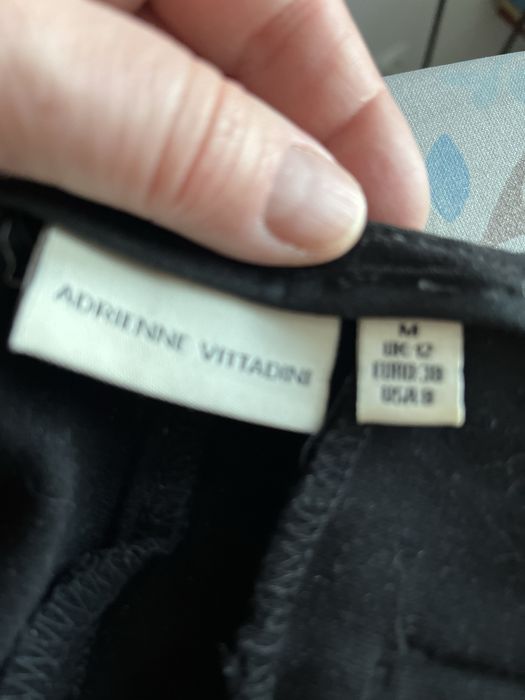 ADRIENNE VITTADINI
M
UK: 12
EURO: 38
USA 8